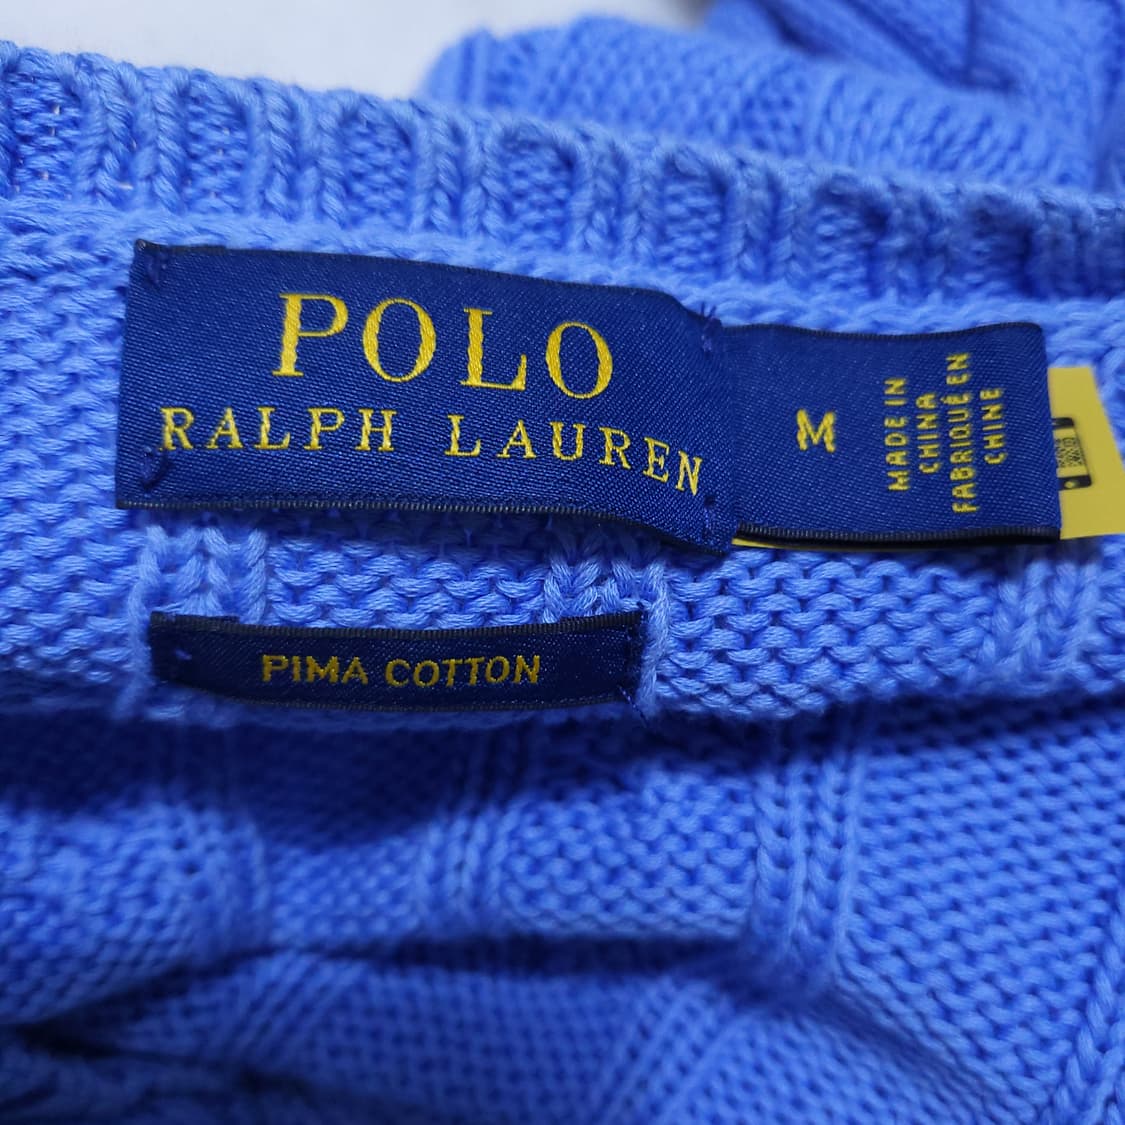 POLO
RALPH LAUREN
M
MADE IN
CHINA
FABRIQUÉ EN
CHINE
PIMA COTTON